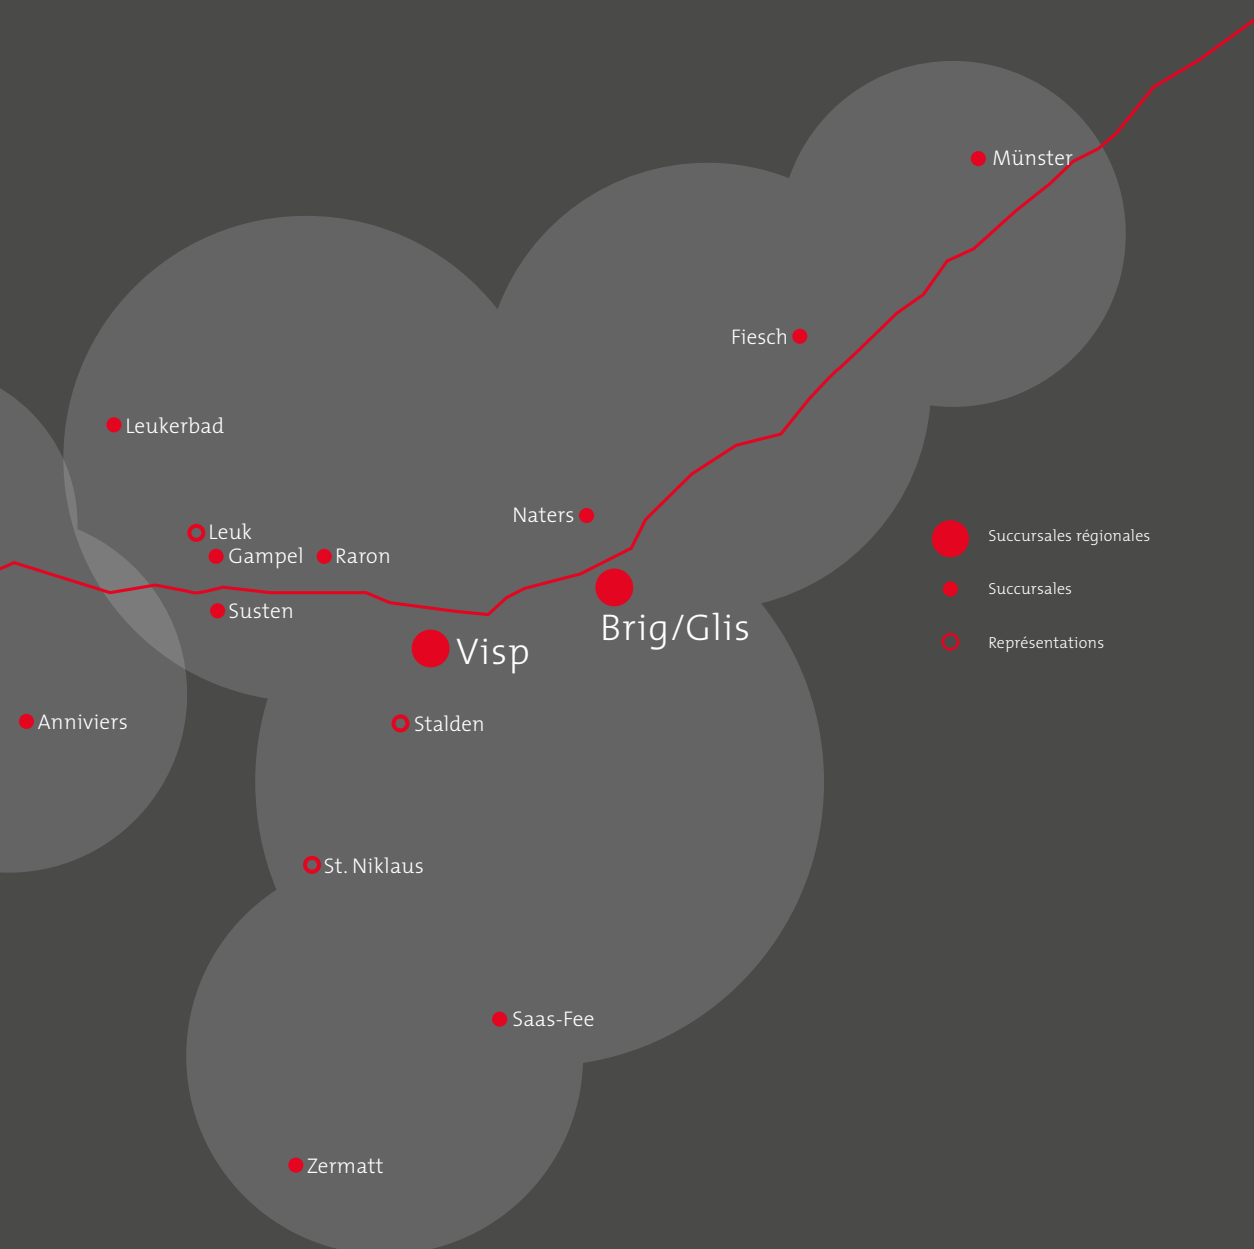 Münster
Fiesch
Leukerbad
Naters
Leuk
Gampel
Raron
Susten
Brig/Glis
Visp
Anniviers
Stalden
St. Niklaus
Saas-Fee
Zermatt
Succursales régionales
Succursales
Représentations